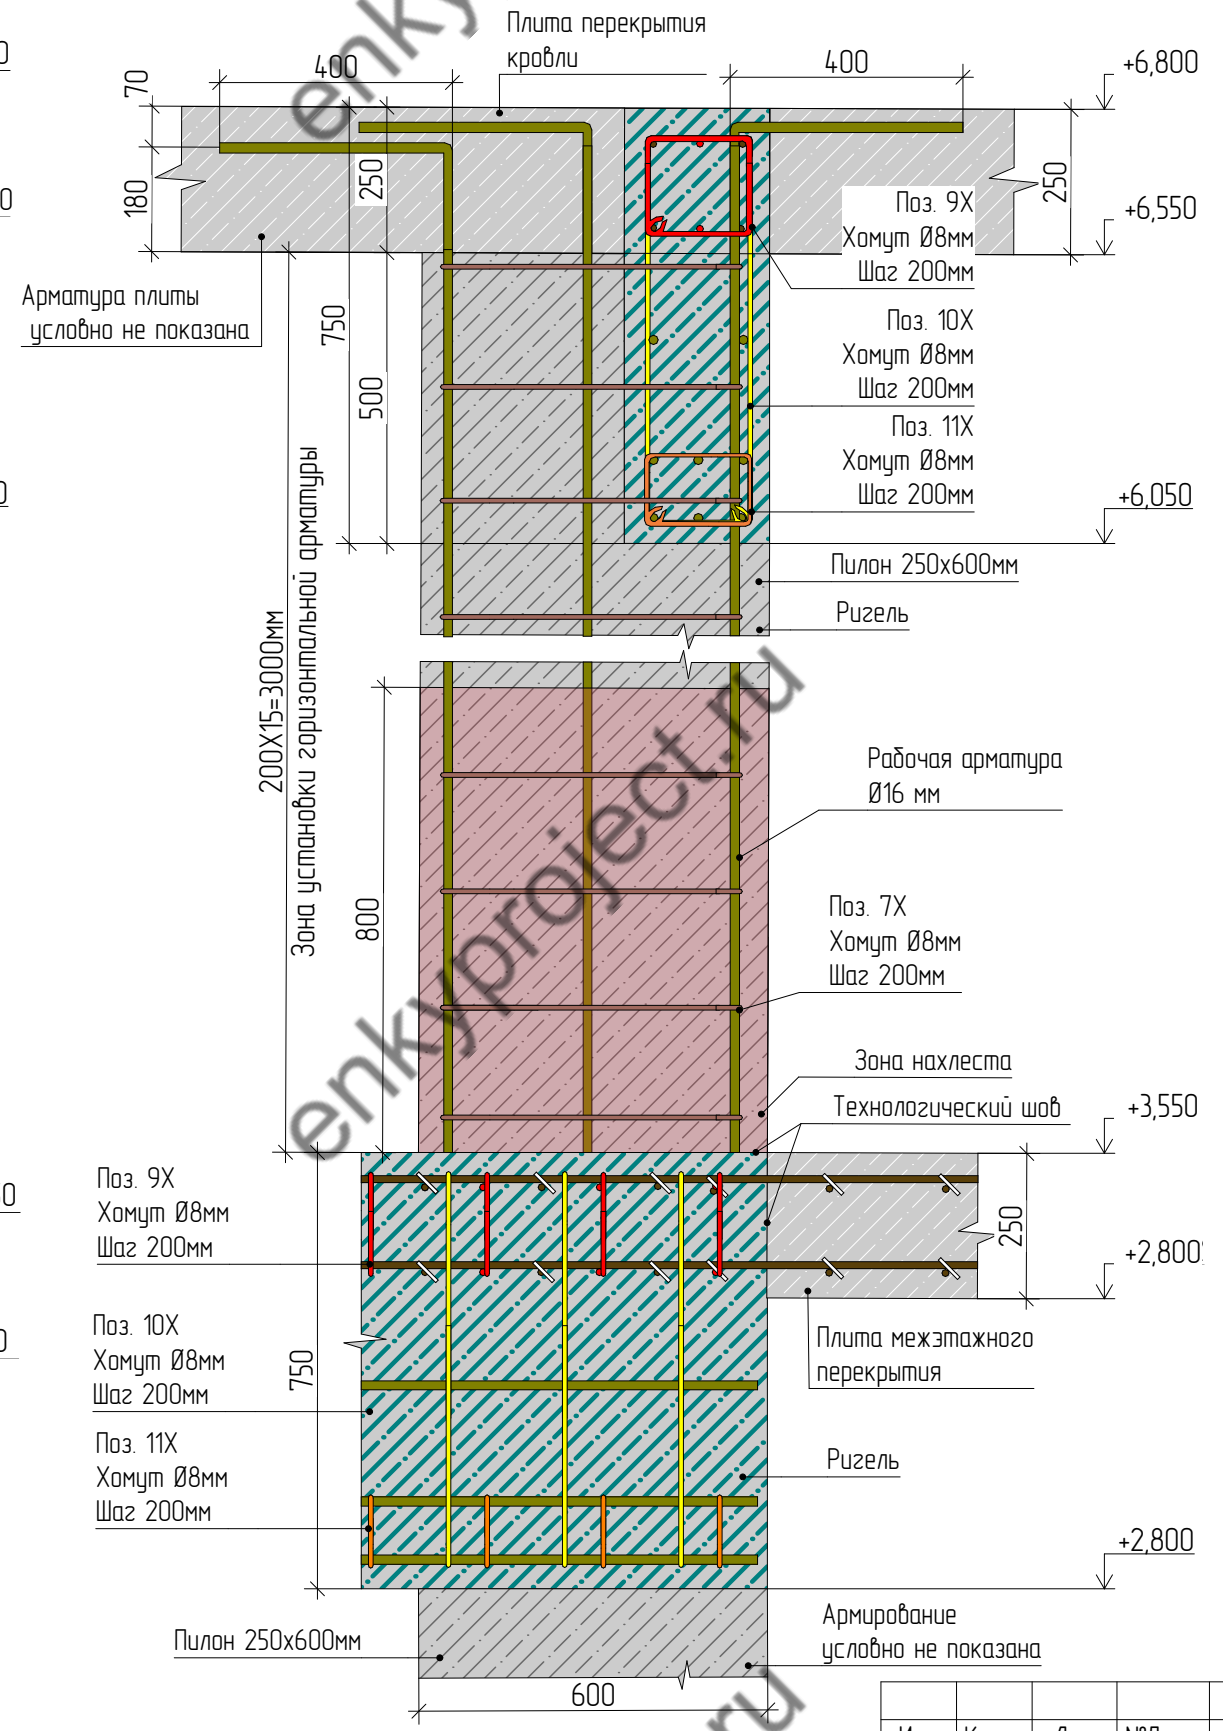 Плита перекрытия
кровли
400
400
+6,800
70
180
250
250
+6,550
Поз. 9Х
Хомут Ø8мм
Шаг 200мм
Арматура плиты
условно не показана
750
500
Поз. 10Х
Хомут Ø8мм
Шаг 200мм
Поз. 11Х
Хомут Ø8мм
Шаг 200мм
+6,050
Пилон 250х600мм
Ригель
200Х15=3000мм
Зона установки горизонтальной арматуры
800
Рабочая арматура
Ø16 мм
Поз. 7Х
Хомут Ø8мм
Шаг 200мм
Зона нахлеста
Технологический шов
+3,550
Поз. 9Х
Хомут Ø8мм
Шаг 200мм
250
+2,800
Поз. 10Х
Хомут Ø8мм
Шаг 200мм
750
Плита межэтажного
перекрытия
Поз. 11Х
Хомут Ø8мм
Шаг 200мм
Ригель
+2,800
Пилон 250х600мм
Армирование
условно не показана
600
enkyproject.ru